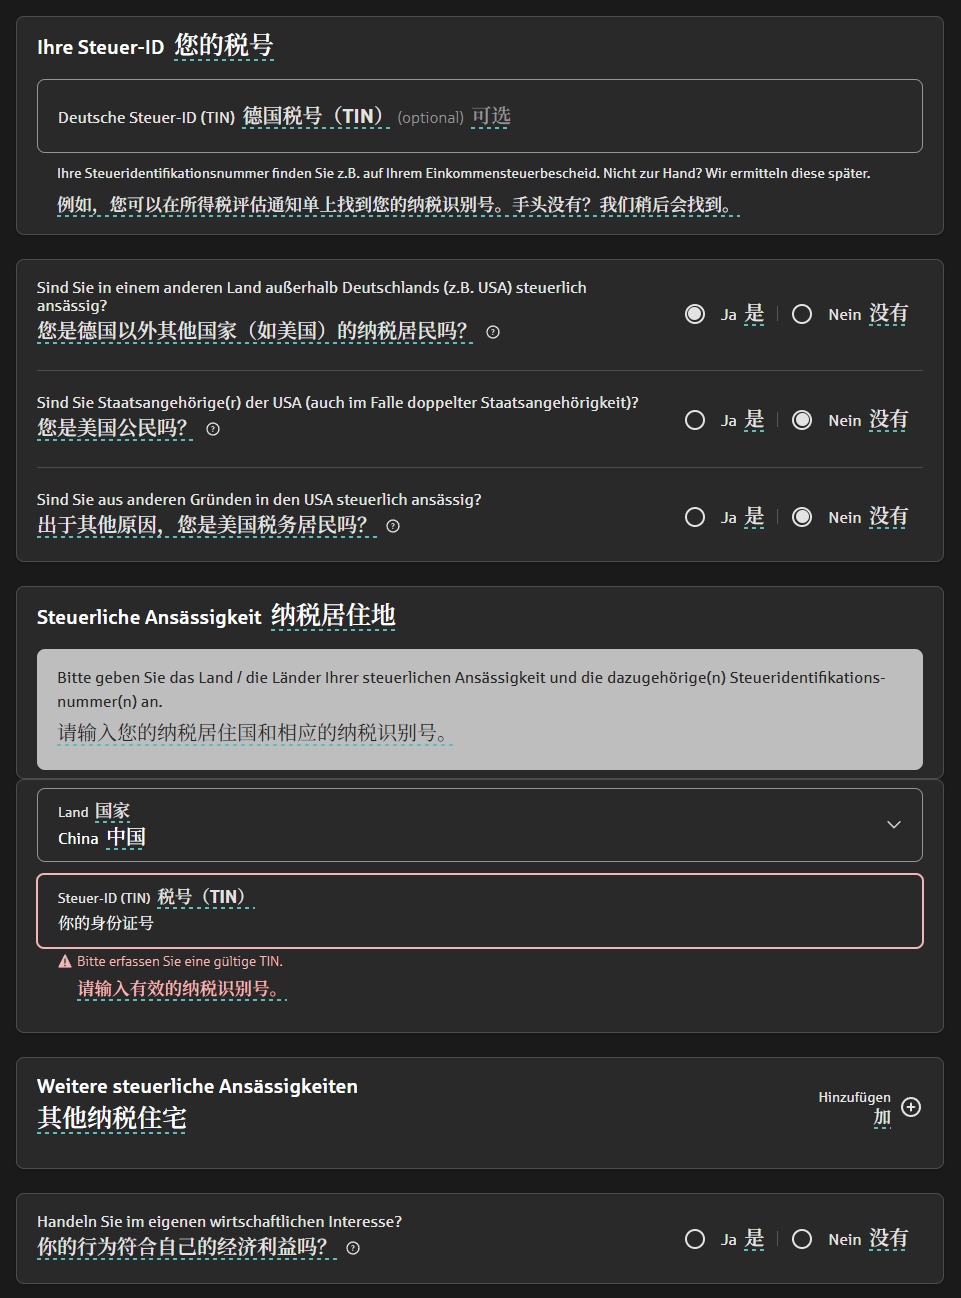 Ihre Steuer-ID 您的税号
Deutsche Steuer-ID (TIN) 德国税号（TIN） (optional) 可选
Ihre Steueridentifikationsnummer finden Sie z.B. auf Ihrem Einkommensteuerbescheid. Nicht zur Hand? Wir ermitteln diese später.
例如，您可以在所得税评估通知单上找到您的纳税识别号。手头没有？我们稍后会找到。
Sind Sie in einem anderen Land außerhalb Deutschlands (z.B. USA) steuerlich
ansässig?
您是德国以外其他国家（如美国）的纳税居民吗？
Ja 是 Nein 没有
Sind Sie Staatsangehörige(r) der USA (auch im Falle doppelter Staatsangehörigkeit)?
您是美国公民吗？
Ja 是 Nein 没有
Sind Sie aus anderen Gründen in den USA steuerlich ansässig?
出于其他原因，您是美国税务居民吗？
Ja 是 Nein 没有
Steuerliche Ansässigkeit 纳税居住地
Bitte geben Sie das Land / die Länder Ihrer steuerlichen Ansässigkeit und die dazugehörige(n) Steueridentifikations-
nummer(n) an.
请输入您的纳税居住国和相应的纳税识别号。
Land 国家
China 中国
Steuer-ID (TIN) 税号（TIN）
你的身份证号
Bitte erfassen Sie eine gültige TIN.
请输入有效的纳税识别号。
Weitere steuerliche Ansässigkeiten
其他纳税住宅
Hinzufügen
加
Handeln Sie im eigenen wirtschaftlichen Interesse?
你的行为符合自己的经济利益吗？
Ja 是 Nein 没有